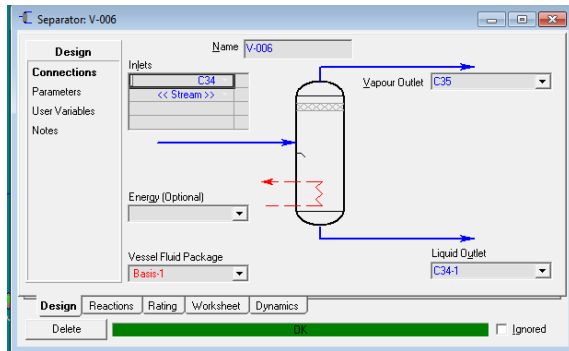 Separator: V-006
Design
Connections
Parameters
User Variables
Notes
Name V-006
Inlets
C34
<< Stream >>
Vapour Outlet C35
Energy (Optional)
Vessel Fluid Package
Basis-1
Liquid Outlet
C34-1
Design Reactions Rating Worksheet Dynamics
Delete OK Ignored